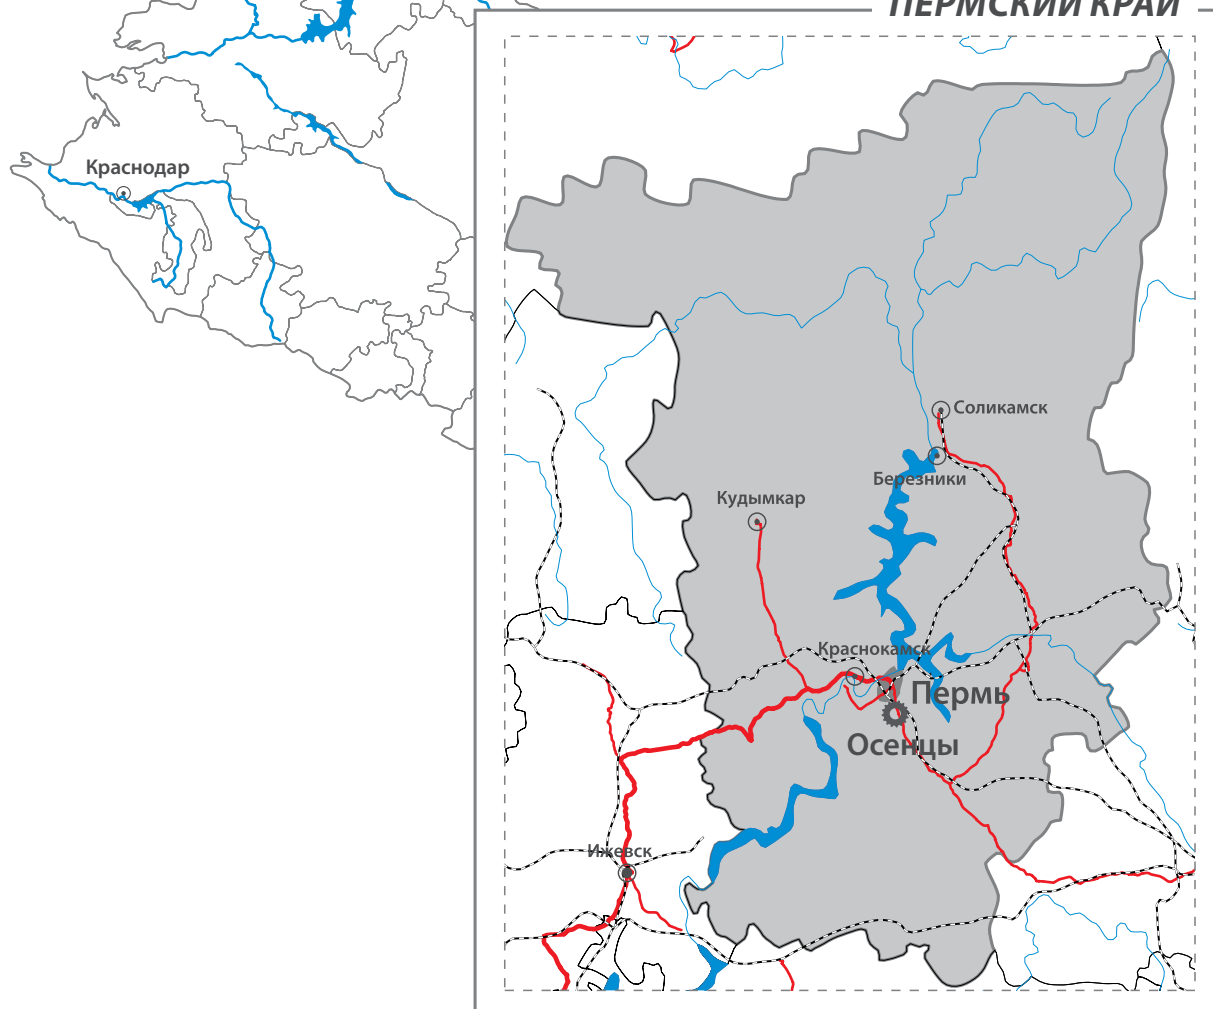 ПЕРМСКИЙ КРАЙ
Краснодар
Соликамск
Березники
Кудымкар
Краснокамск
Пермь
Осенцы
Ижевск